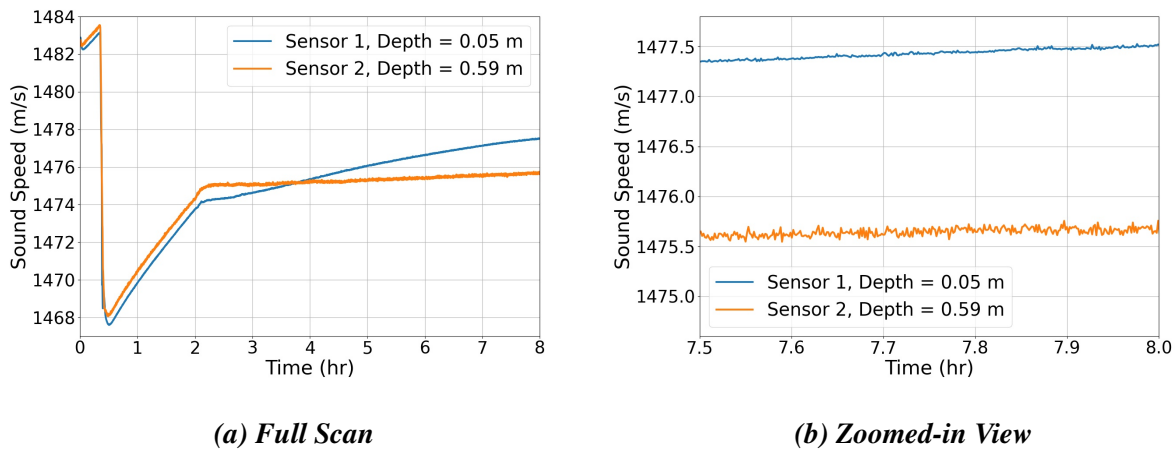 1484
1482
1480
1478
1476
1474
1472
1470
1468
Sound Speed (m/s)
Sensor 1, Depth = 0.05 m
Sensor 2, Depth = 0.59 m
0 1 2 3 4 5 6 7 8
Time (hr)
(a) Full Scan
1477.5
1477.0
1476.5
1476.0
1475.5
1475.0
Sound Speed (m/s)
Sensor 1, Depth = 0.05 m
Sensor 2, Depth = 0.59 m
7.5 7.6 7.7 7.8 7.9 8.0
Time (hr)
(b) Zoomed-in View